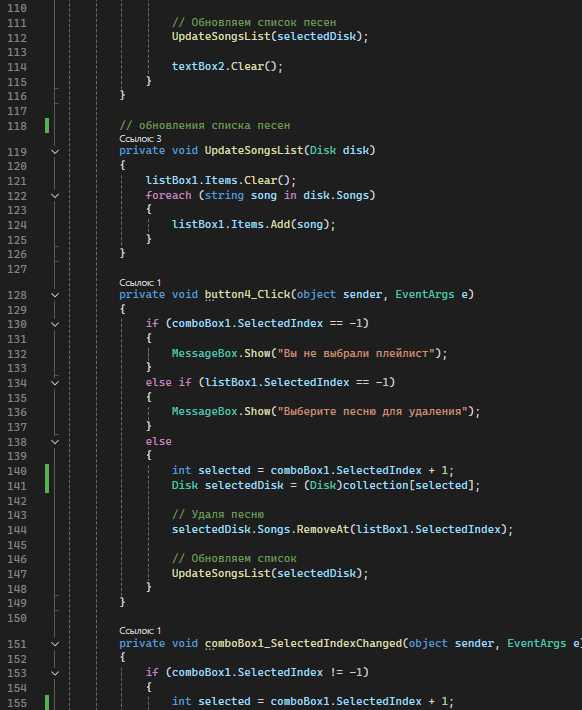 110
111 // Обновляем список песен
112 UpdateSongsList(selectedDisk);
113
114 textBox2.Clear();
115 }
116 }
117
118 // обновления списка песен
Ссылок: 3
119 private void UpdateSongsList(Disk disk)
120 {
121 listBox1.Items.Clear();
122 foreach (string song in disk.Songs)
123 {
124 listBox1.Items.Add(song);
125 }
126 }
127
Ссылок: 1
128 private void button4_Click(object sender, EventArgs e)
129 {
130 if (comboBox1.SelectedIndex == -1)
131 {
132 MessageBox.Show("Вы не выбрали плейлист");
133 }
134 else if (listBox1.SelectedIndex == -1)
135 {
136 MessageBox.Show("Выберите песню для удаления");
137 }
138 else
139 {
140 int selected = comboBox1.SelectedIndex + 1;
141 Disk selectedDisk = (Disk)collection[selected];
142
143 // Удаля песню
144 selectedDisk.Songs.RemoveAt(listBox1.SelectedIndex);
145
146 // Обновляем список
147 UpdateSongsList(selectedDisk);
148 }
149 }
150
Ссылок: 1
151 private void comboBox1_SelectedIndexChanged(object sender, EventArgs e)
152 {
153 if (comboBox1.SelectedIndex != -1)
154 {
155 int selected = comboBox1.SelectedIndex + 1;